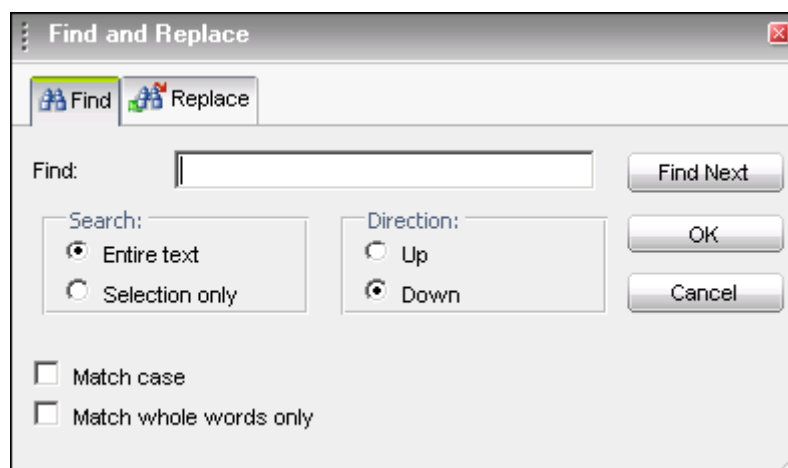 Find and Replace
Find Replace
Find: Find Next
Search: Direction: OK
Entire text Up
Selection only Down Cancel
Match case
Match whole words only